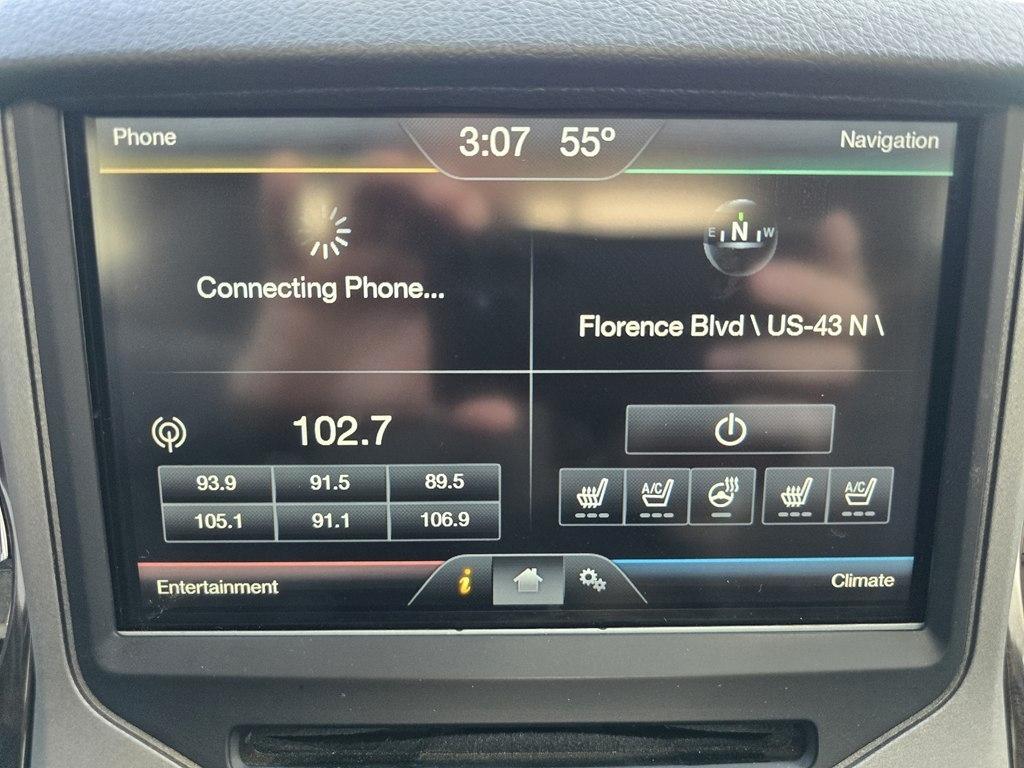 Phone
3:07 55º
Navigation
Connecting Phone...
E N W
Florence Blvd \ US-43 N \
102.7
93.9 91.5 89.5
105.1 91.1 106.9
A/C
A/C
Entertainment
i
Climate